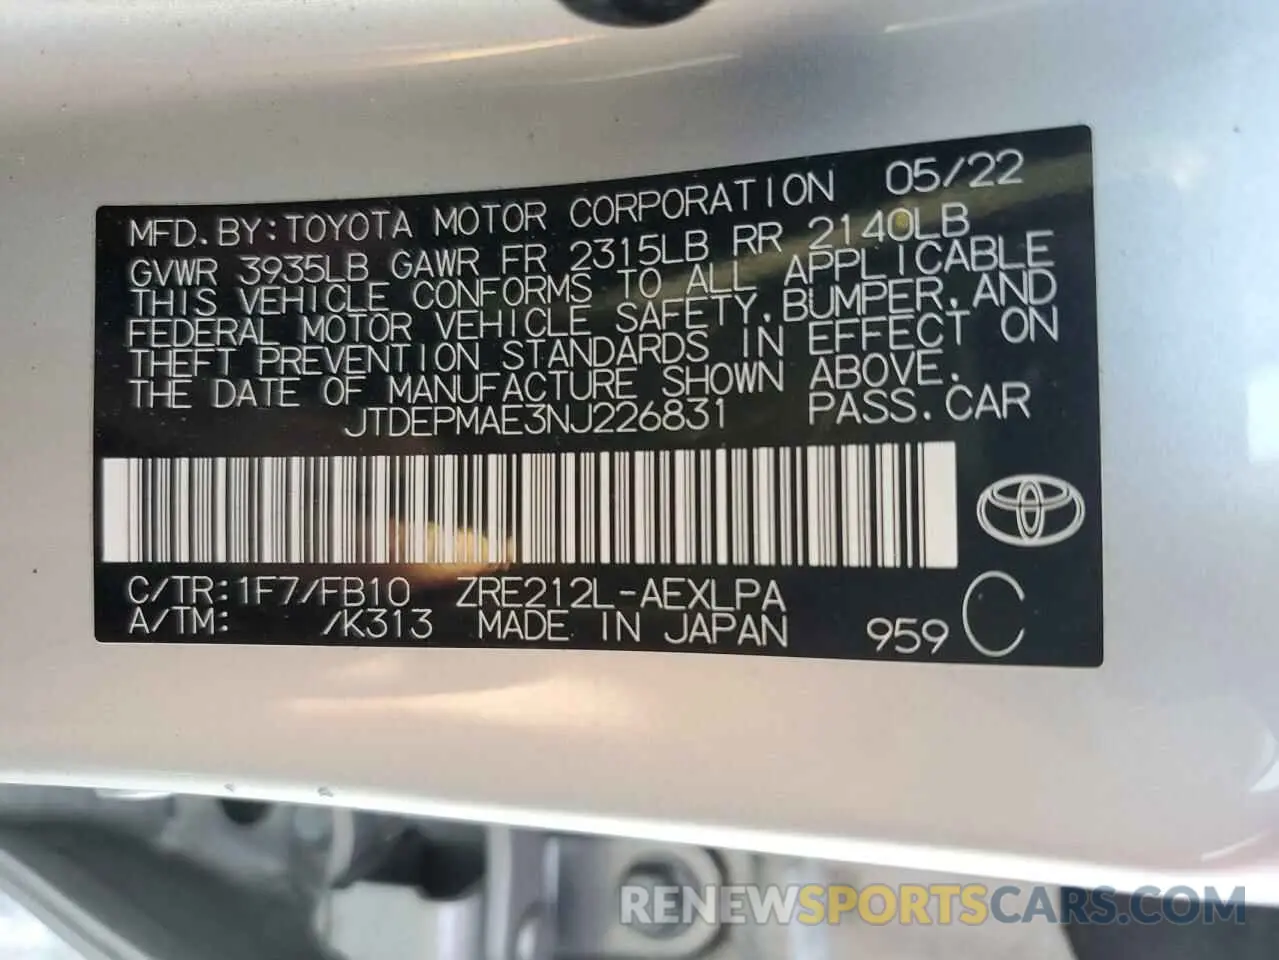 MFD. BY: TOYOTA MOTOR CORPORATION 05/22
GVWR 3935LB GAWR FR 2315LB RR 2140LB
THIS VEHICLE CONFORMS TO ALL APPLICABLE
FEDERAL MOTOR VEHICLE SAFETY, BUMPER, AND
THEFT PREVENTION STANDARDS IN EFFECT ON
THE DATE OF MANUFACTURE SHOWN ABOVE.
JTDEPMAE3NJ226831 PASS. CAR
C/TR: 1F7/FB10 ZRE212L-AEXLPA
A/TM: /K313 MADE IN JAPAN 959 C
RENEWSPORTSCARS.COM